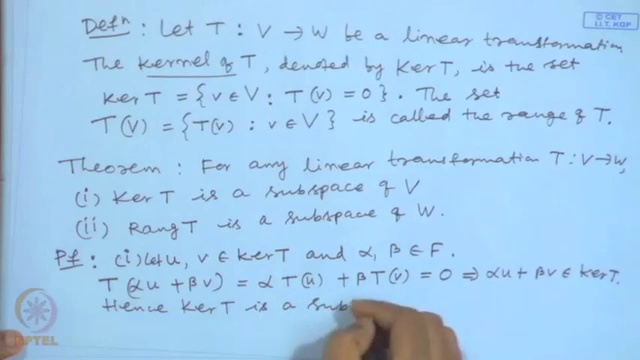 © CET
I.I.T. KGP
Defⁿ: Let T : V → W be a linear transformation
The Kernel of T, denoted by Ker T, is the set
Ker T = {v ∈ V : T(v) = 0}. The set
T(V) = {T(v) : v ∈ V} is called the range of T.
Theorem: For any linear transformation T: V → W,
(i) Ker T is a subspace of V
(ii) Rang T is a subspace of W.
Pf: (i) Let u, v ∈ Ker T and α, β ∈ F.
T(αu + βv) = αT(u) + βT(v) = 0 ⇒ αu + βv ∈ Ker T.
Hence Ker T is a sub
NPTEL